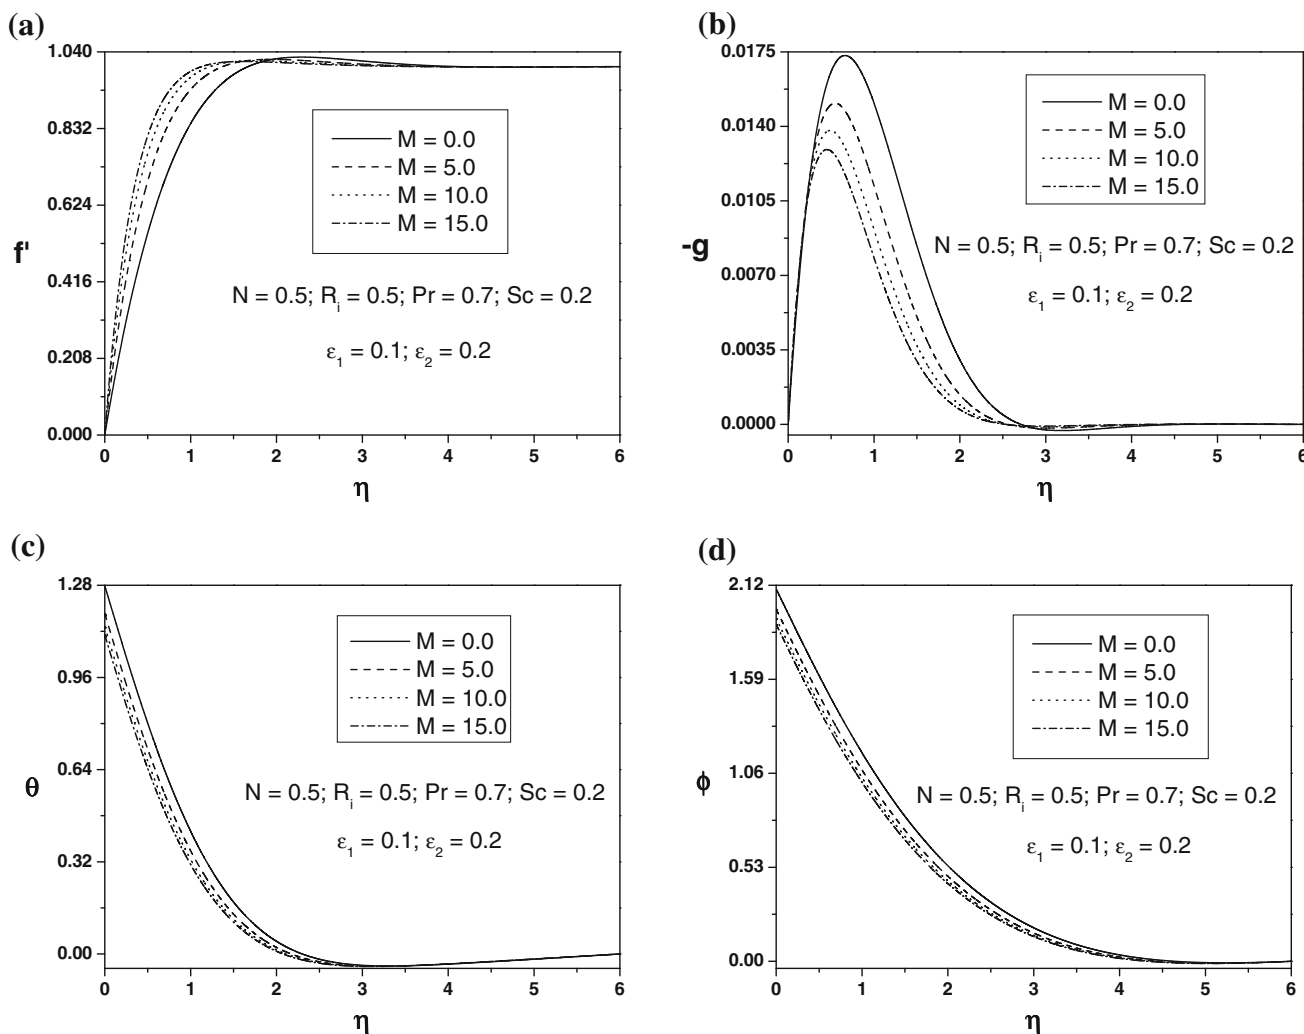 (a)
1.040
0.832
0.624
0.416
0.208
0.000
f'
M = 0.0
M = 5.0
M = 10.0
M = 15.0
N = 0.5; R_i = 0.5; Pr = 0.7; Sc = 0.2
ε_1 = 0.1; ε_2 = 0.2
0 1 2 3 4 5 6
η
(b)
0.0175
0.0140
0.0105
0.0070
0.0035
0.0000
-g
M = 0.0
M = 5.0
M = 10.0
M = 15.0
N = 0.5; R_i = 0.5; Pr = 0.7; Sc = 0.2
ε_1 = 0.1; ε_2 = 0.2
0 1 2 3 4 5 6
η
(c)
1.28
0.96
0.64
0.32
0.00
θ
M = 0.0
M = 5.0
M = 10.0
M = 15.0
N = 0.5; R_i = 0.5; Pr = 0.7; Sc = 0.2
ε_1 = 0.1; ε_2 = 0.2
0 1 2 3 4 5 6
η
(d)
2.12
1.59
1.06
0.53
0.00
ϕ
M = 0.0
M = 5.0
M = 10.0
M = 15.0
N = 0.5; R_i = 0.5; Pr = 0.7; Sc = 0.2
ε_1 = 0.1; ε_2 = 0.2
0 1 2 3 4 5 6
η